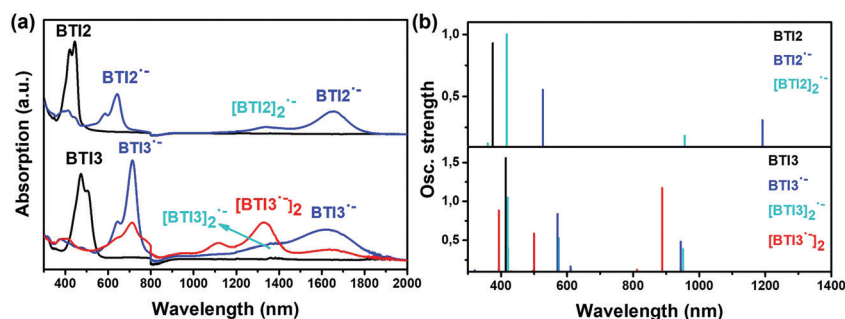 (a)
BTI2
BTI2·-
[BTI2]2·-
BTI2·-
BTI3
BTI3·-
[BTI3]2·-
[BTI3·-]2
BTI3·-
Absorption (a.u.)
400 600 800 1000 1200 1400 1600 1800 2000
Wavelength (nm)
(b)
BTI2
BTI2·-
[BTI2]2·-
1,0
0,5
BTI3
BTI3·-
[BTI3]2·-
[BTI3·-]2
1,5
1,0
0,5
Osc. strength
400 600 800 1000 1200 1400
Wavelength (nm)